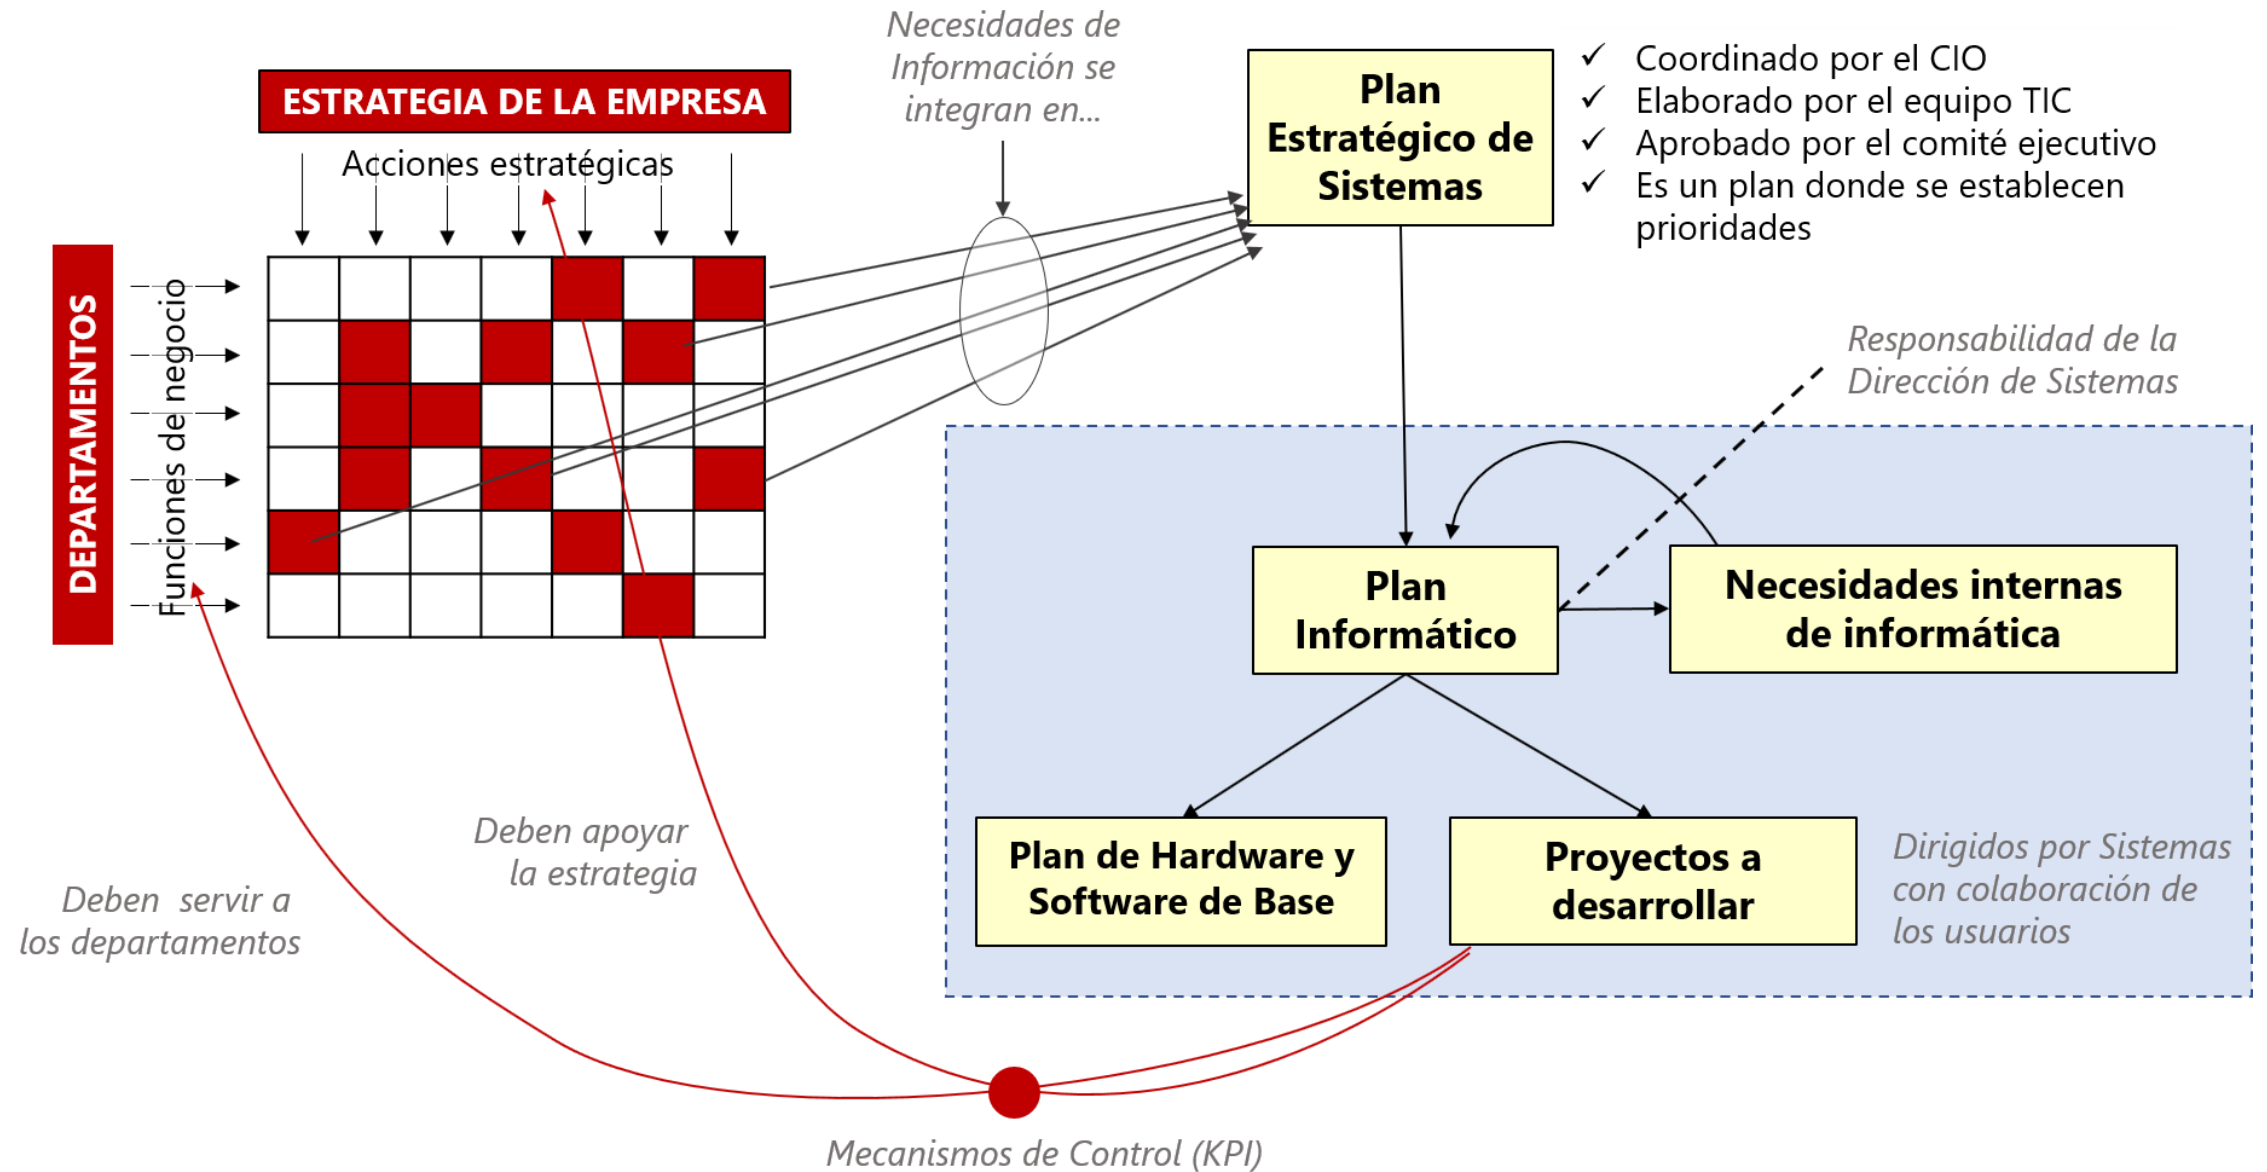 Necesidades de
Información se
integran en...
ESTRATEGIA DE LA EMPRESA
Acciones estratégicas
DEPARTAMENTOS
Funciones de negocio
Plan
Estratégico de
Sistemas
✓ Coordinado por el CIO
✓ Elaborado por el equipo TIC
✓ Aprobado por el comité ejecutivo
✓ Es un plan donde se establecen
prioridades
Responsabilidad de la
Dirección de Sistemas
Plan
Informático
Necesidades internas
de informática
Plan de Hardware y
Software de Base
Proyectos a
desarrollar
Dirigidos por Sistemas
con colaboración de
los usuarios
Deben apoyar
la estrategia
Deben servir a
los departamentos
Mecanismos de Control (KPI)